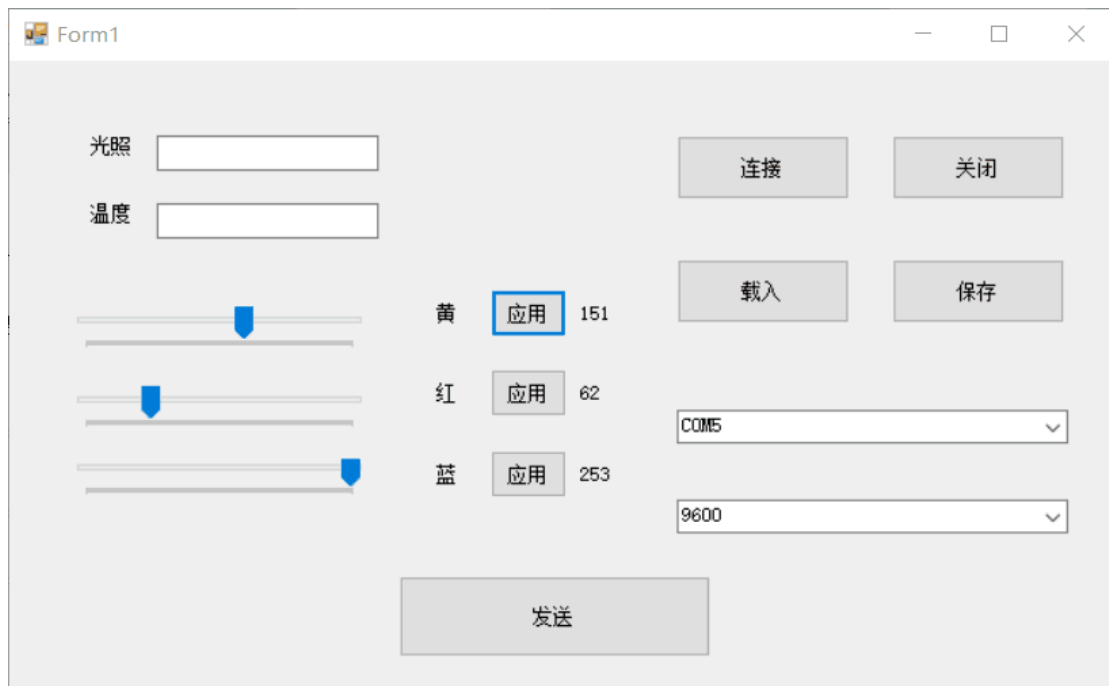 Form1
光照
温度
连接 关闭
载入 保存
黄 应用 151
红 应用 62
蓝 应用 253
COM5
9600
发送